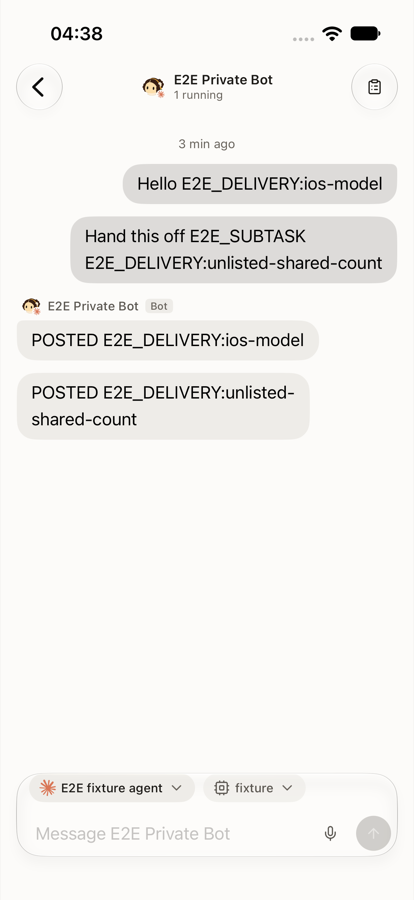 04:38
E2E Private Bot
1 running
3 min ago
Hello E2E_DELIVERY:ios-model
Hand this off E2E_SUBTASK
E2E_DELIVERY:unlisted-shared-count
E2E Private Bot Bot
POSTED E2E_DELIVERY:ios-model
POSTED E2E_DELIVERY:unlisted-
shared-count
E2E fixture agent fixture
Message E2E Private Bot